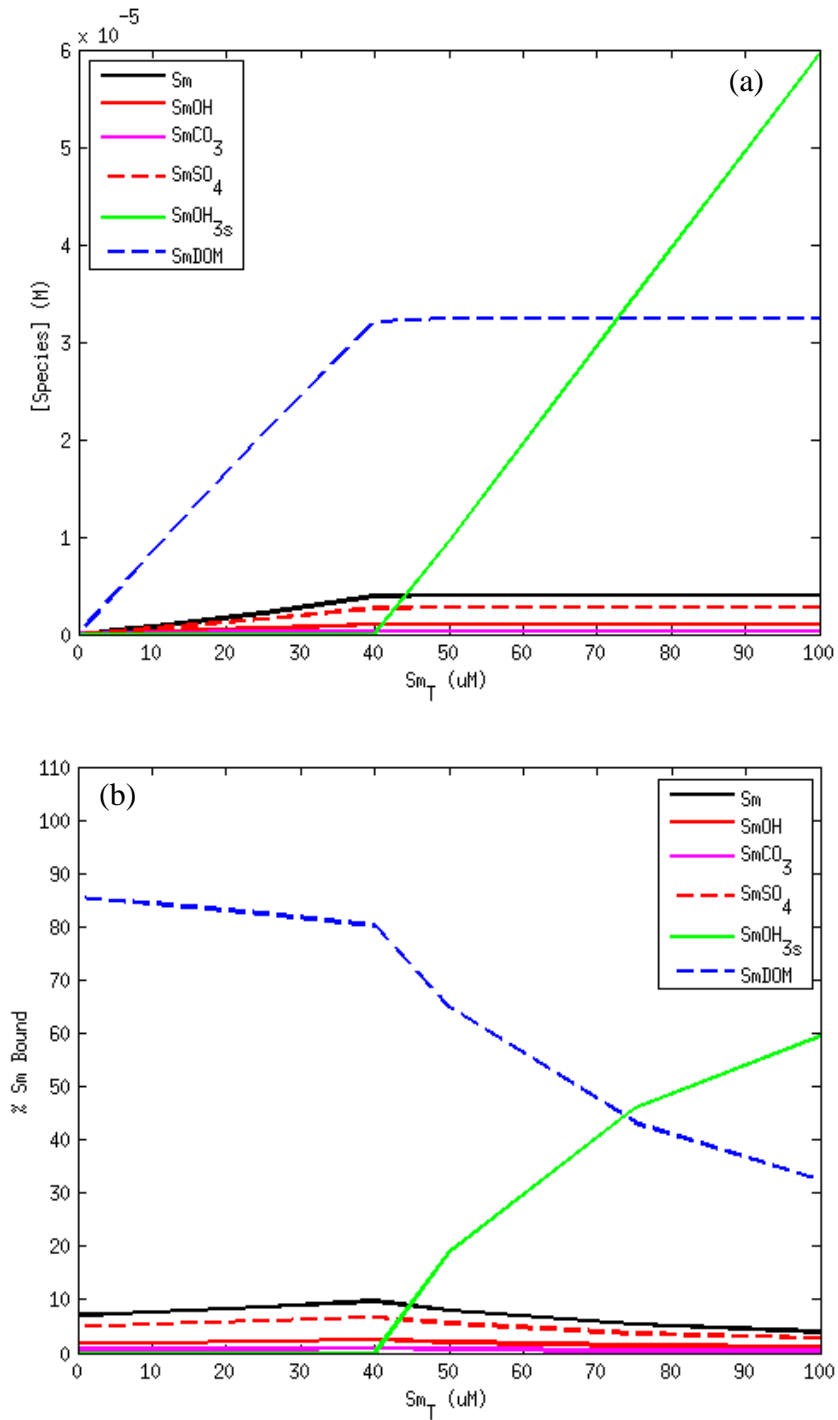 × 10
-5
6
5
4
3
2
1
0
[Species] (M)
Sm
SmOH
SmCO3
SmSO4
SmOH3s
SmDOM
(a)
0 10 20 30 40 50 60 70 80 90 100
SmT (uM)
110
100
90
80
70
60
50
40
30
20
10
0
% Sm Bound
(b)
Sm
SmOH
SmCO3
SmSO4
SmOH3s
SmDOM
0 10 20 30 40 50 60 70 80 90 100
SmT (uM)